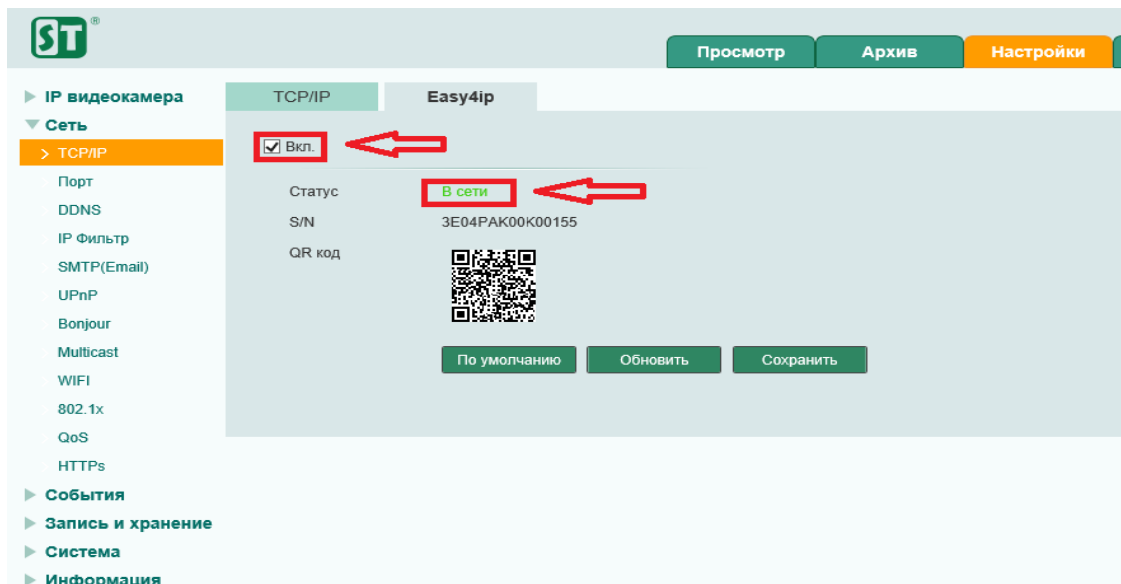 ST®
Просмотр
Архив
Настройки
IP видеокамера
Сеть
TCP/IP
Порт
DDNS
IP Фильтр
SMTP(Email)
UPnP
Bonjour
Multicast
WIFI
802.1x
QoS
HTTPs
События
Запись и хранение
Система
Информация
TCP/IP
Easy4ip
Вкл.
Статус В сети
S/N 3E04PAK00K00155
QR код
По умолчанию
Обновить
Сохранить